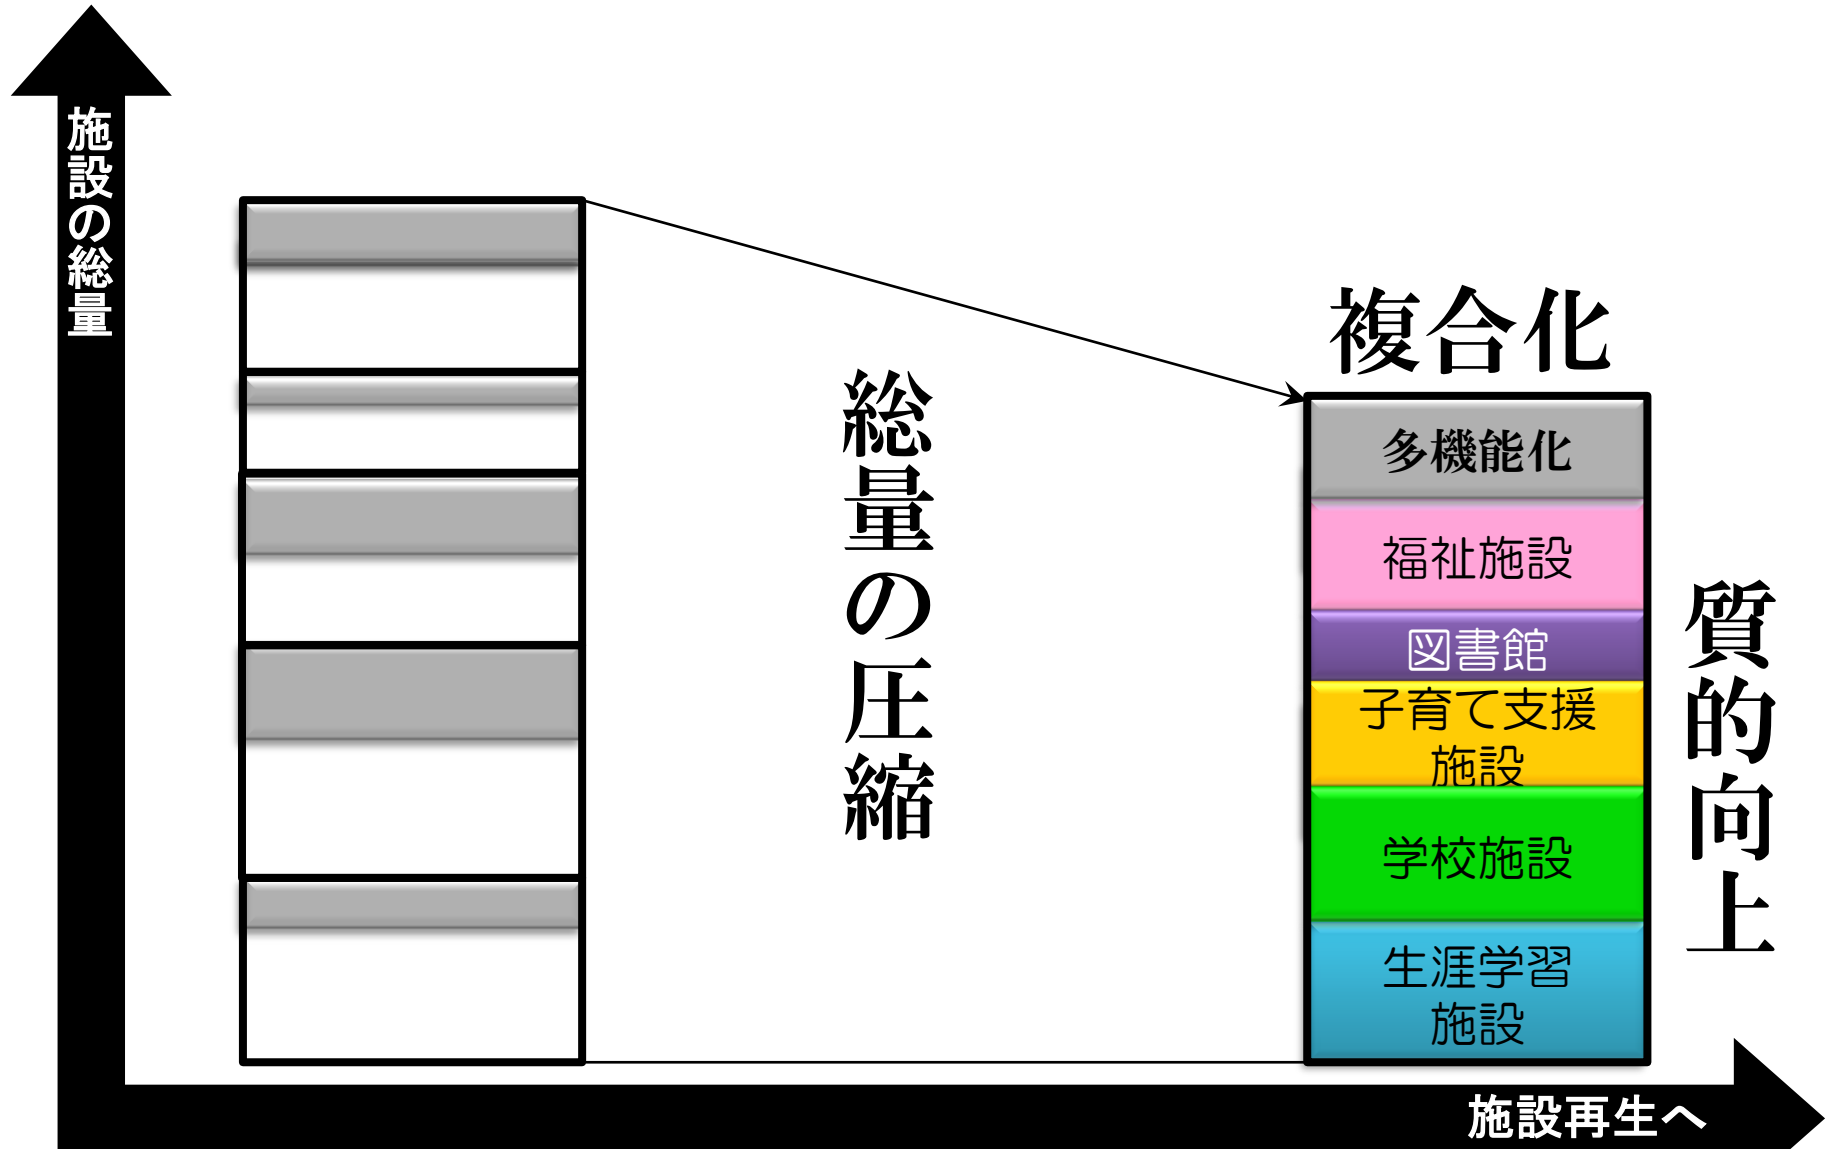 施設の総量
総量の圧縮
複合化
多機能化
福祉施設
図書館
子育て支援
施設
学校施設
生涯学習
施設
質的向上
施設再生へ